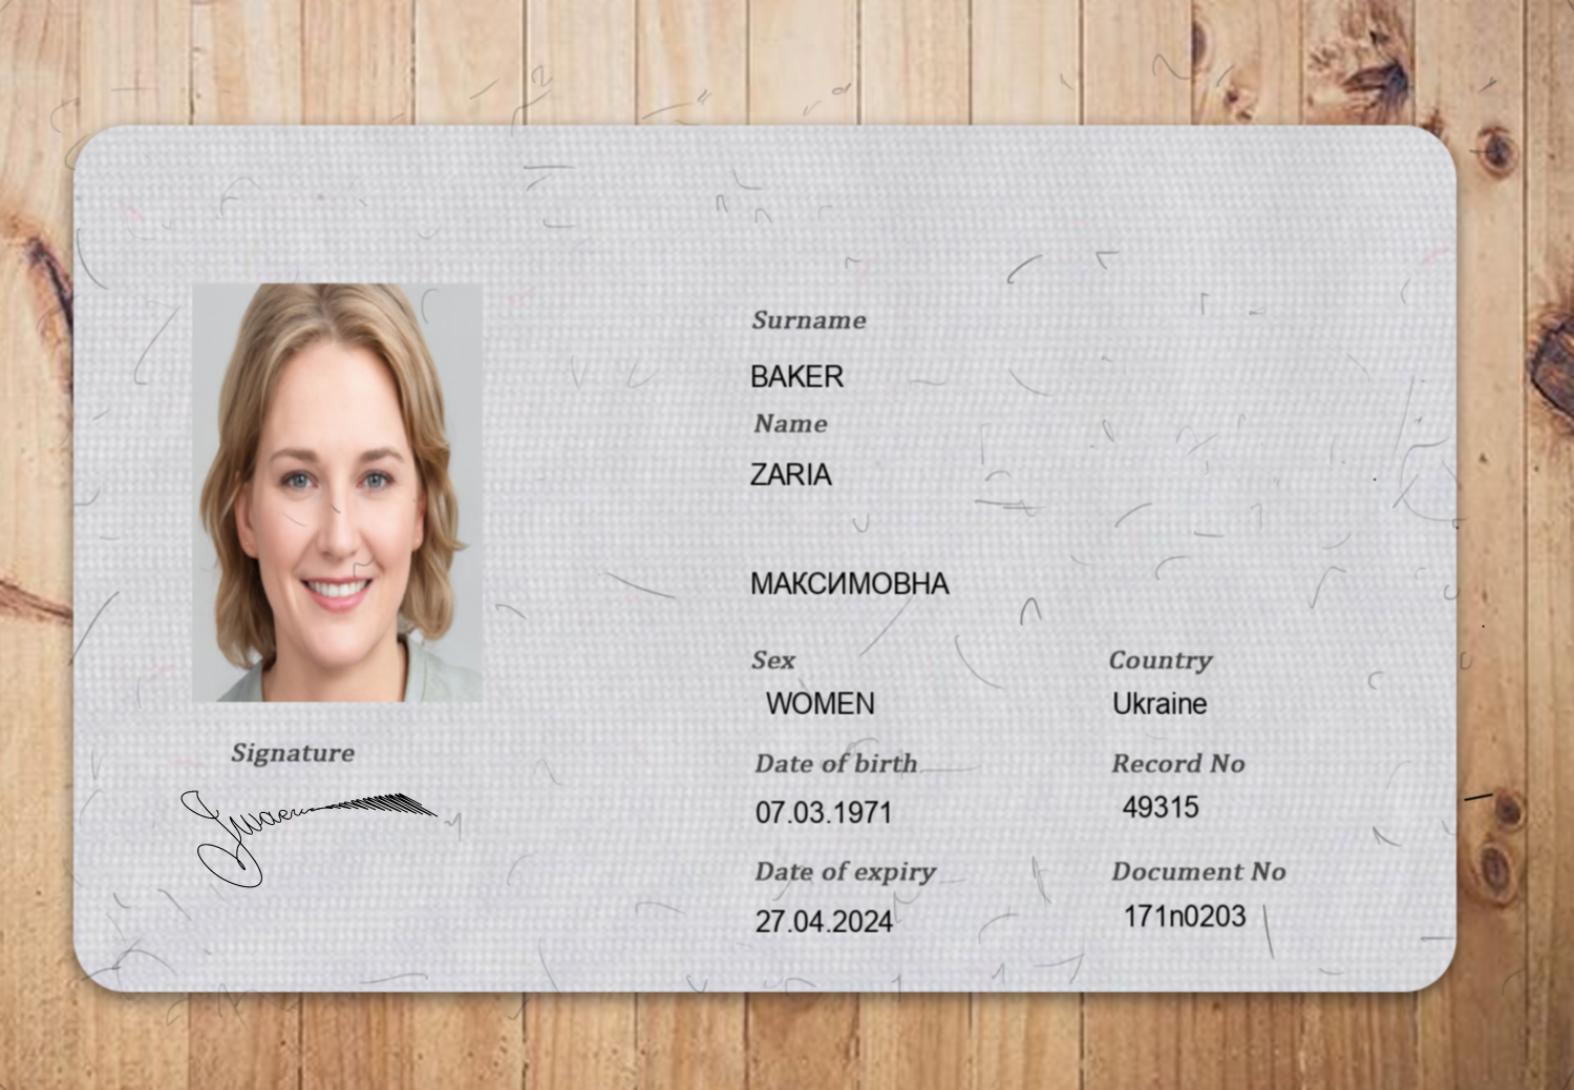 Surname
BAKER
Name
ZARIA
МАКСИМОВНА
Sex
Country
WOMEN
Ukraine
Date of birth
Record No
07.03.1971
49315
Date of expiry
Document No
27.04.2024
171n0203
Signature